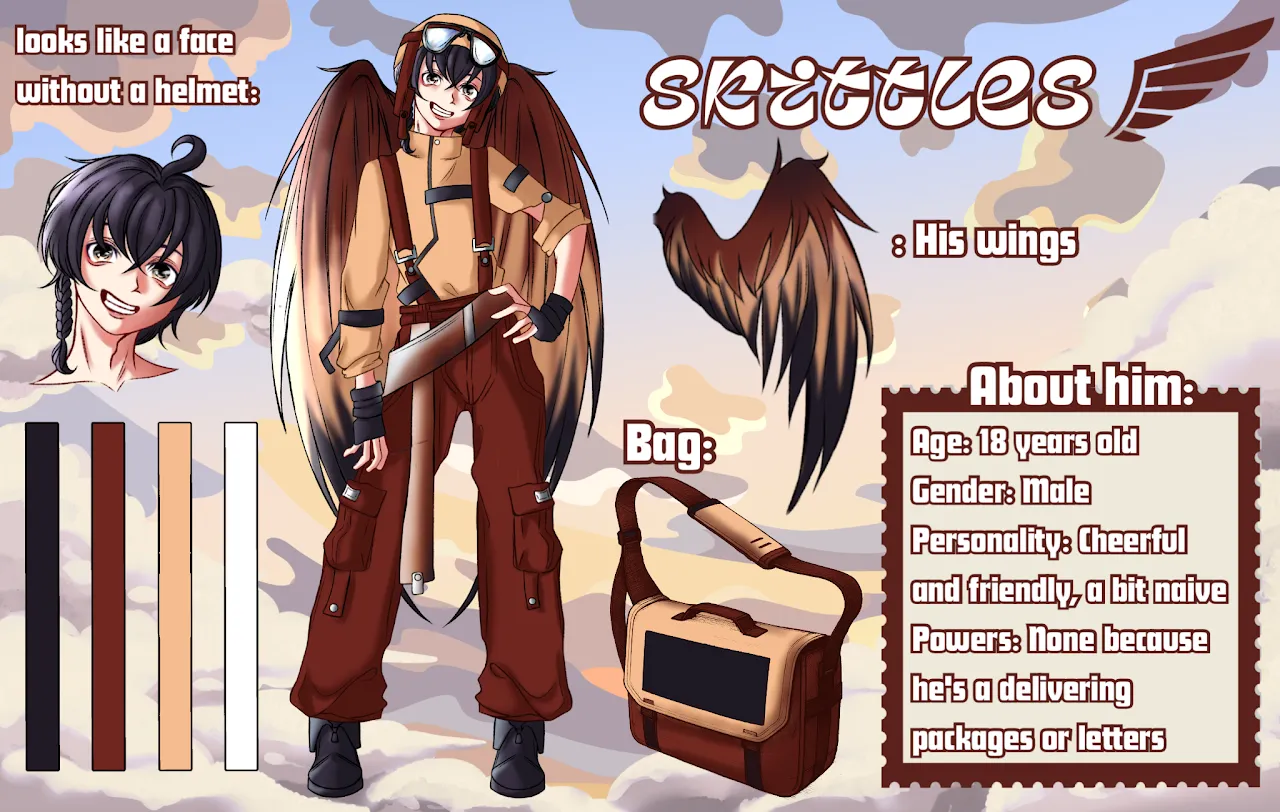 looks like a face
without a helmet:
SKITTLES
: His wings
Bag:
About him:
Age: 18 years old
Gender: Male
Personality: Cheerful
and friendly, a bit naive
Powers: None because
he's a delivering
packages or letters